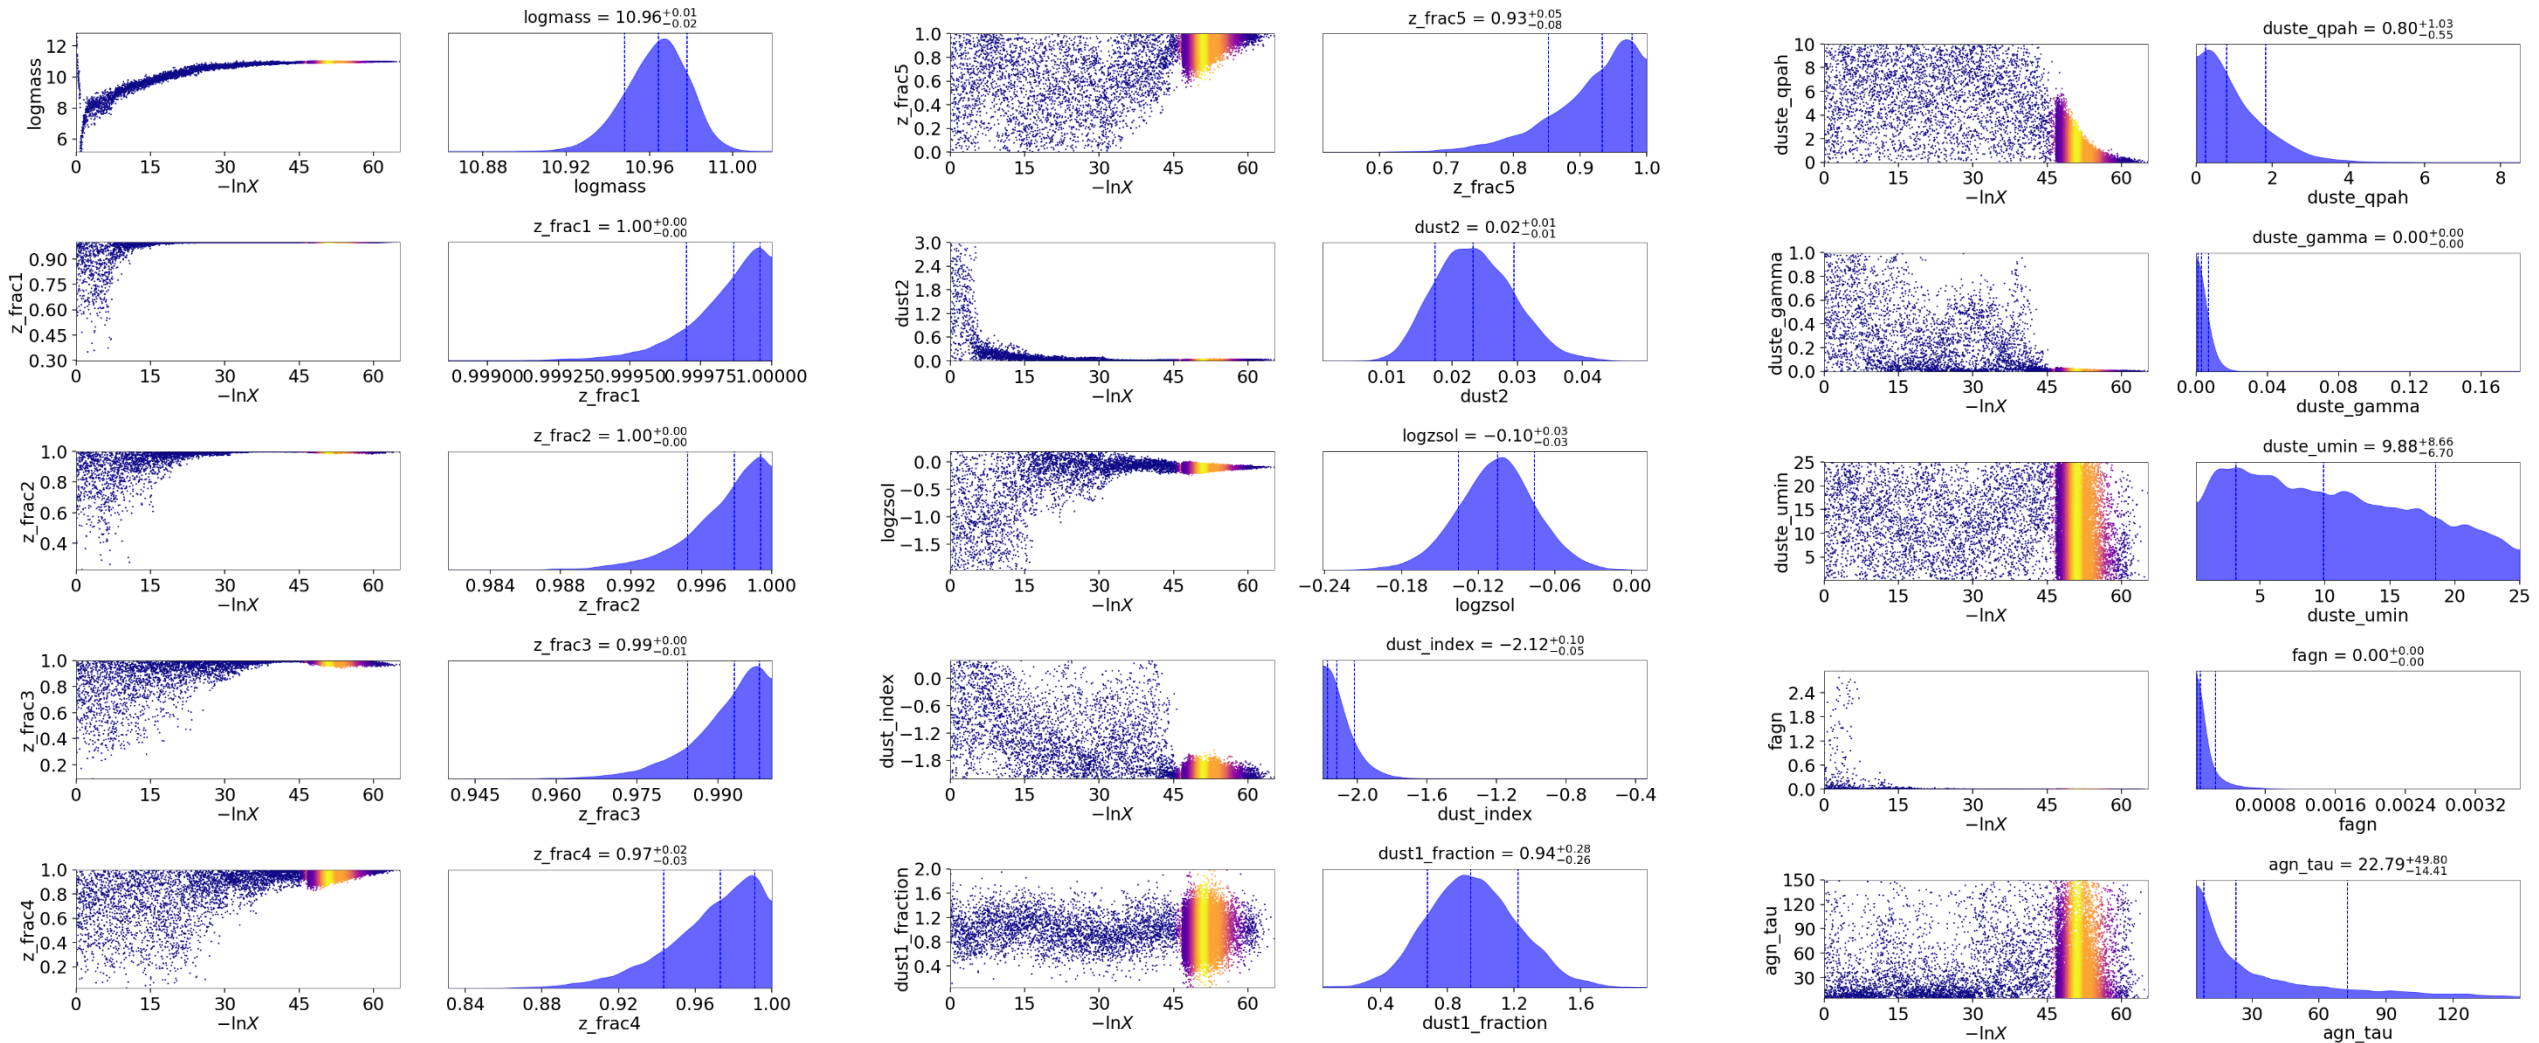 logmass = 10.96^{+0.01}_{-0.02}
12
10
8
6
logmass
0 15 30 45 60
−lnX
10.88 10.92 10.96 11.00
logmass
z_frac5 = 0.93^{+0.05}_{-0.08}
1.0
0.8
0.6
0.4
0.2
0.0
z_frac5
0 15 30 45 60
−lnX
0.6 0.7 0.8 0.9 1.0
z_frac5
duste_qpah = 0.80^{+1.03}_{-0.55}
10
8
6
4
2
0
duste_qpah
0 15 30 45 60
−lnX
0 2 4 6 8
duste_qpah
z_frac1 = 1.00^{+0.00}_{-0.00}
0.90
0.75
0.60
0.45
0.30
z_frac1
0 15 30 45 60
−lnX
0.99900 0.99925 0.99950 0.99975 1.00000
z_frac1
dust2 = 0.02^{+0.01}_{-0.01}
3.0
2.4
1.8
1.2
0.6
0.0
dust2
0 15 30 45 60
−lnX
0.01 0.02 0.03 0.04
dust2
duste_gamma = 0.00^{+0.00}_{-0.00}
1.0
0.8
0.6
0.4
0.2
0.0
duste_gamma
0 15 30 45 60
−lnX
0.00 0.04 0.08 0.12 0.16
duste_gamma
z_frac2 = 1.00^{+0.00}_{-0.00}
1.0
0.8
0.6
0.4
z_frac2
0 15 30 45 60
−lnX
0.984 0.988 0.992 0.996 1.000
z_frac2
logzsol = −0.10^{+0.03}_{-0.03}
0.0
−0.5
−1.0
−1.5
logzsol
0 15 30 45 60
−lnX
−0.24 −0.18 −0.12 −0.06 0.00
logzsol
duste_umin = 9.88^{+8.66}_{-6.70}
25
20
15
10
5
duste_umin
0 15 30 45 60
−lnX
5 10 15 20 25
duste_umin
z_frac3 = 0.99^{+0.00}_{-0.01}
1.0
0.8
0.6
0.4
0.2
z_frac3
0 15 30 45 60
−lnX
0.945 0.960 0.975 0.990
z_frac3
dust_index = −2.12^{+0.10}_{-0.05}
0.0
−0.6
−1.2
−1.8
dust_index
0 15 30 45 60
−lnX
−2.0 −1.6 −1.2 −0.8 −0.4
dust_index
fagn = 0.00^{+0.00}_{-0.00}
2.4
1.8
1.2
0.6
0.0
fagn
0 15 30 45 60
−lnX
0.0008 0.0016 0.0024 0.0032
fagn
z_frac4 = 0.97^{+0.02}_{-0.03}
1.0
0.8
0.6
0.4
0.2
z_frac4
0 15 30 45 60
−lnX
0.84 0.88 0.92 0.96 1.00
z_frac4
dust1_fraction = 0.94^{+0.28}_{-0.26}
2.0
1.6
1.2
0.8
0.4
dust1_fraction
0 15 30 45 60
−lnX
0.4 0.8 1.2 1.6
dust1_fraction
agn_tau = 22.79^{+49.80}_{-14.41}
150
120
90
60
30
agn_tau
0 15 30 45 60
−lnX
30 60 90 120
agn_tau